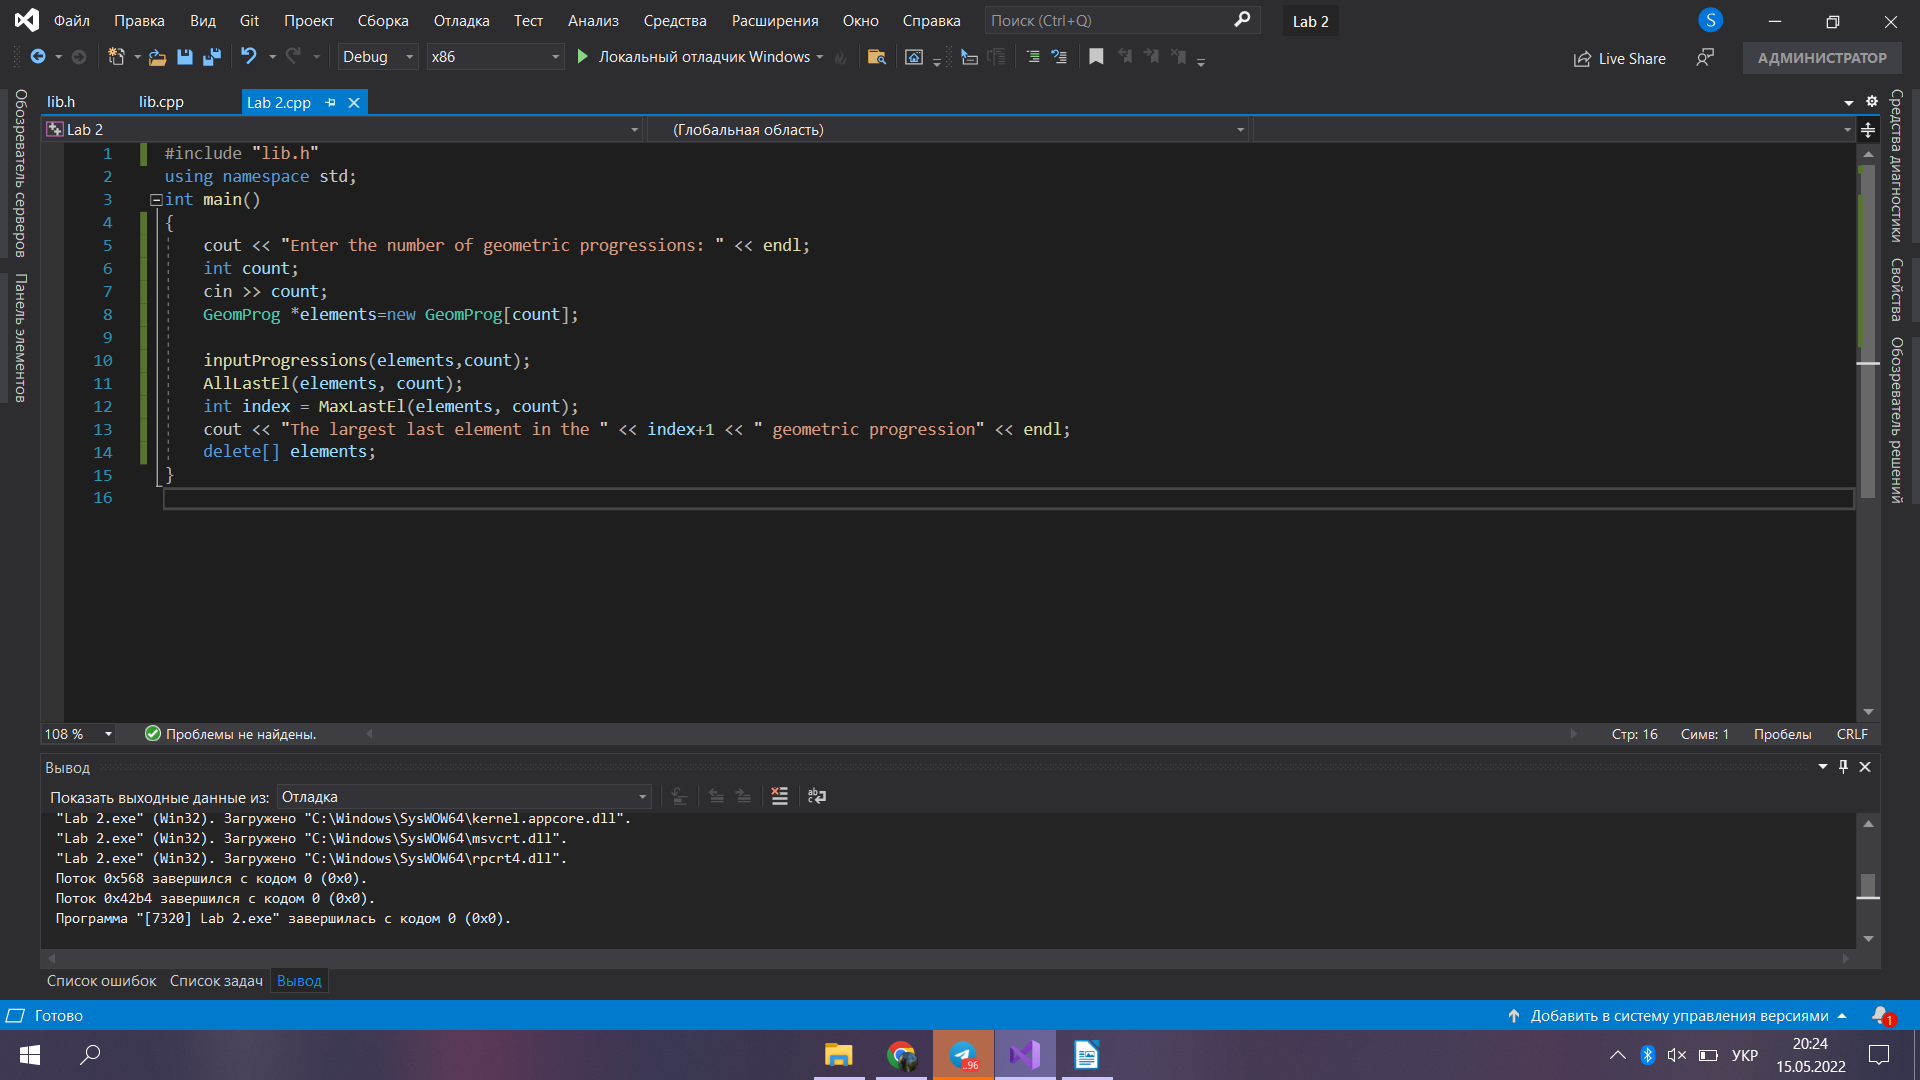 Файл Правка Вид Git Проект Сборка Отладка Тест Анализ Средства Расширения Окно Справка Поиск (Ctrl+Q) Lab 2 S
Debug x86 Локальный отладчик Windows Live Share АДМИНИСТРАТОР
Обозреватель серверов
Панель элементов
lib.h lib.cpp Lab 2.cpp
Lab 2 (Глобальная область)
1 #include "lib.h"
2 using namespace std;
3 int main()
4 {
5 cout << "Enter the number of geometric progressions: " << endl;
6 int count;
7 cin >> count;
8 GeomProg *elements=new GeomProg[count];
9
10 inputProgressions(elements,count);
11 AllLastEl(elements, count);
12 int index = MaxLastEl(elements, count);
13 cout << "The largest last element in the " << index+1 << " geometric progression" << endl;
14 delete[] elements;
15 }
16
Средства диагностики
Свойства
Обозреватель решений
108 % Проблемы не найдены. Стр: 16 Симв: 1 Пробелы CRLF
Вывод
Показать выходные данные из: Отладка
"Lab 2.exe" (Win32). Загружено "C:\Windows\SysWOW64\kernel.appcore.dll".
"Lab 2.exe" (Win32). Загружено "C:\Windows\SysWOW64\msvcrt.dll".
"Lab 2.exe" (Win32). Загружено "C:\Windows\SysWOW64\rpcrt4.dll".
Поток 0x568 завершился с кодом 0 (0x0).
Поток 0x42b4 завершился с кодом 0 (0x0).
Программа "[7320] Lab 2.exe" завершилась с кодом 0 (0x0).
Список ошибок Список задач Вывод
Готово Добавить в систему управления версиями 1
..96 УКР 20:24
15.05.2022